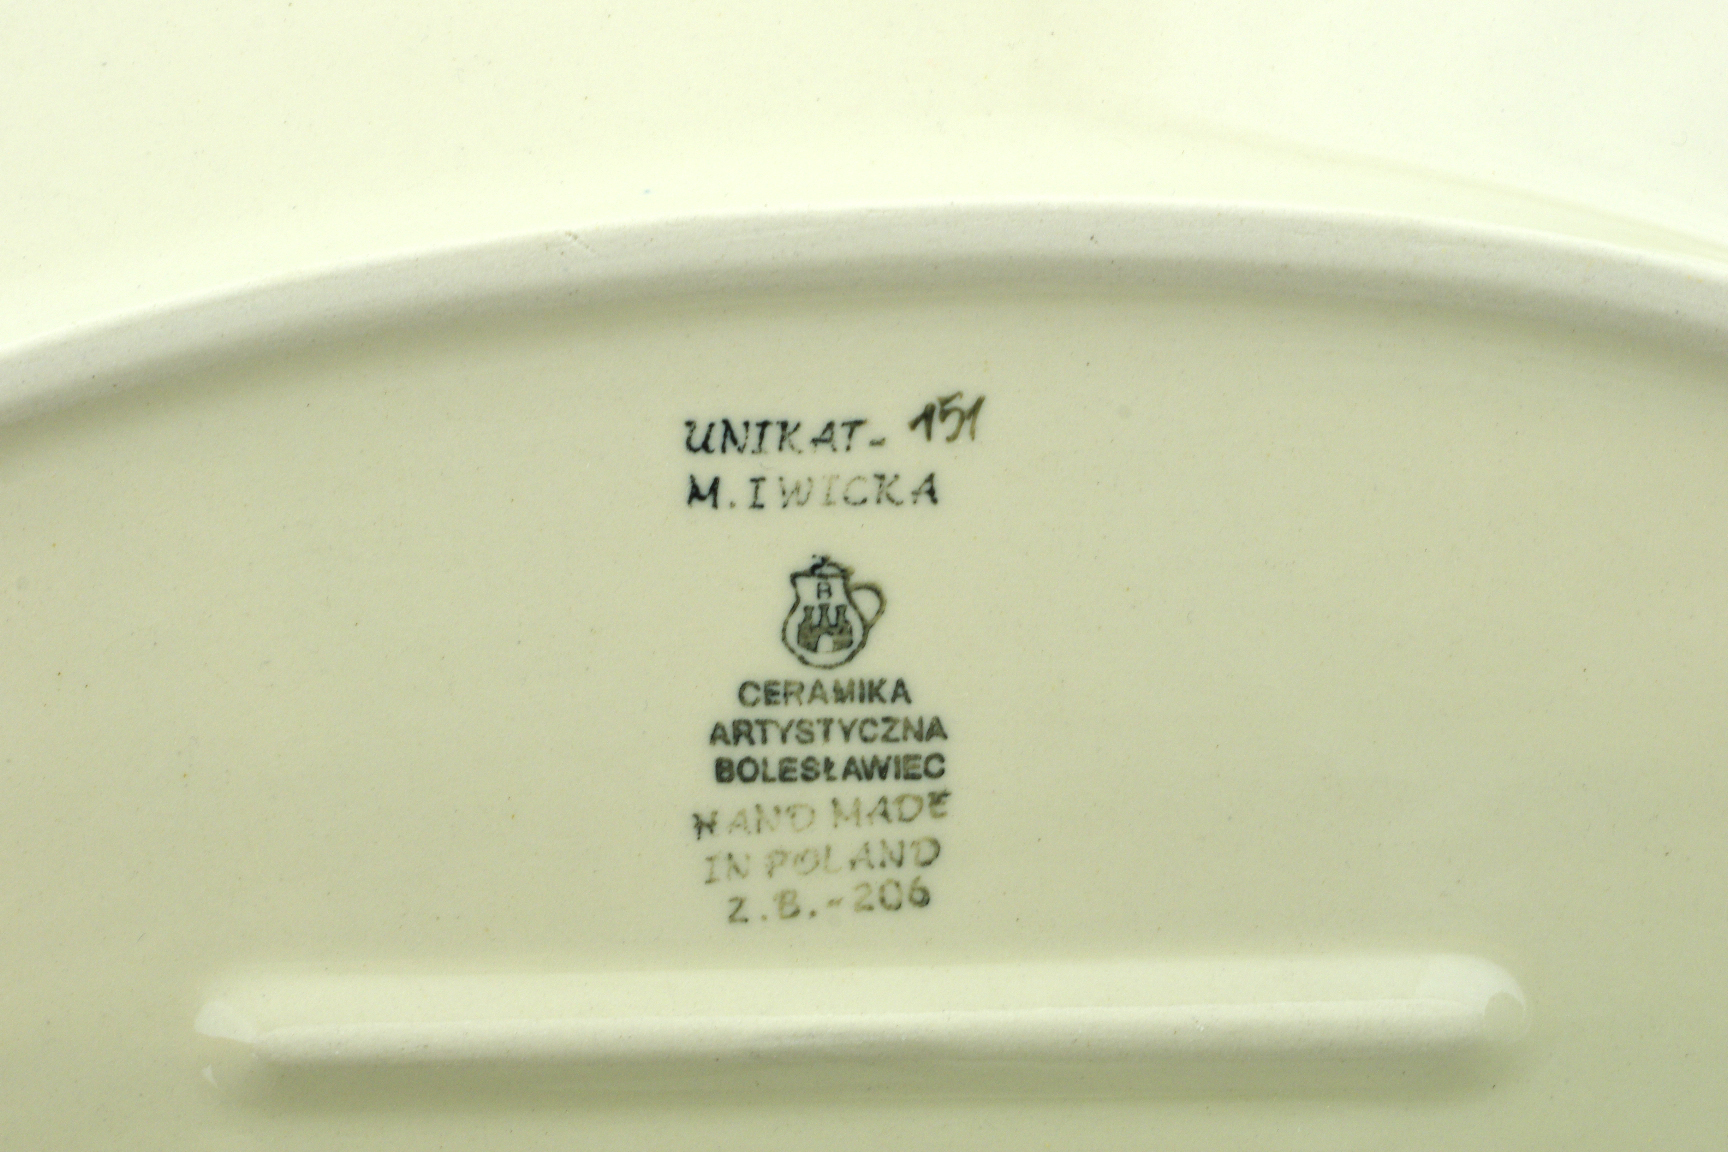 UNIKAT- 151
M. IWICKA
B
CERAMIKA
ARTYSTYCZNA
BOLESŁAWIEC
HAND MADE
IN POLAND
Z.B.-206